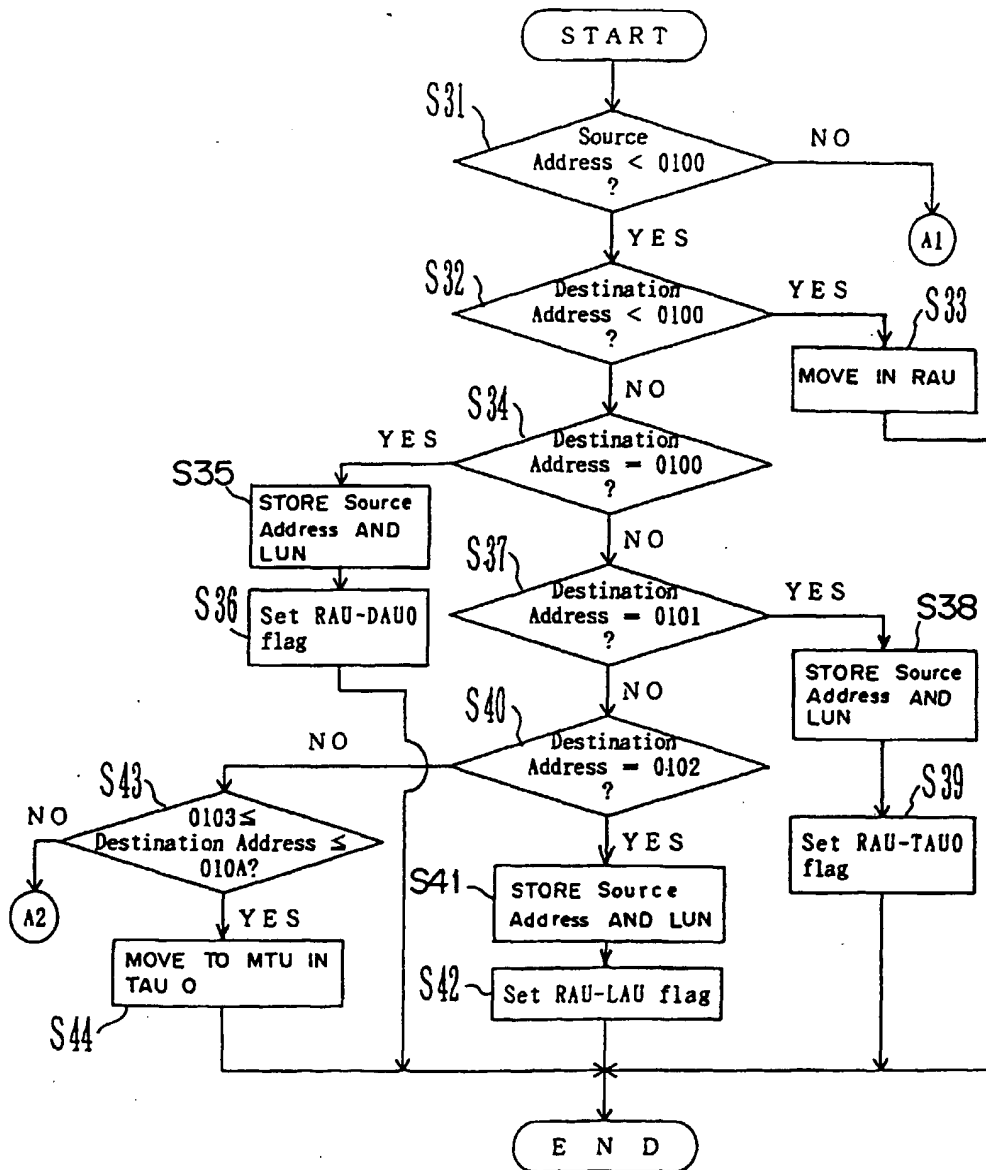 START
S31
Source
Address < 0100
?
NO
A1
YES
S32
Destination
Address < 0100
?
YES
S33
MOVE IN RAU
NO
S34
Destination
Address = 0100
?
YES
S35
STORE Source
Address AND
LUN
S36
Set RAU-DAU0
flag
NO
S37
Destination
Address = 0101
?
YES
S38
STORE Source
Address AND
LUN
S39
Set RAU-TAU0
flag
NO
S40
Destination
Address = 0102
?
NO
S43
0103≤
Destination Address ≤
010A?
NO
A2
YES
MOVE TO MTU IN
TAU 0
S44
YES
S41
STORE Source
Address AND LUN
S42
Set RAU-LAU flag
END